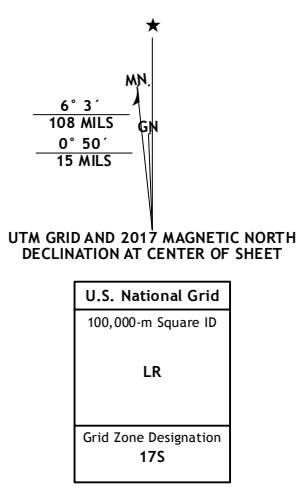 ★
MN.
6° 3´
108 MILS
GN
0° 50´
15 MILS
UTM GRID AND 2017 MAGNETIC NORTH
DECLINATION AT CENTER OF SHEET
U.S. National Grid
100,000-m Square ID
LR
Grid Zone Designation
17S